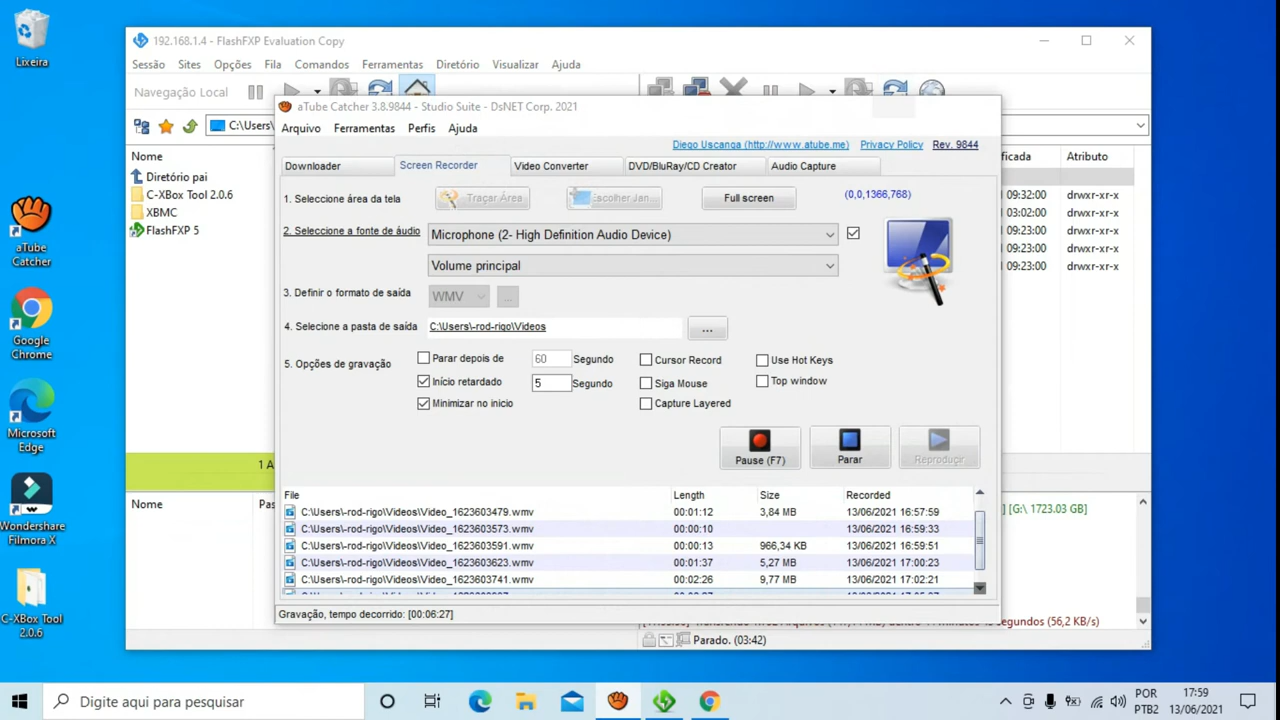 Lixeira
aTube
Catcher
Google
Chrome
Microsoft
Edge
Wondershare
Filmora X
C-XBox Tool
2.0.6
192.168.1.4 - FlashFXP Evaluation Copy
Sessão Sites Opções Fila Comandos Ferramentas Diretório Visualizar Ajuda
Navegação Local
C:\Users\
Nome
Diretório pai
C-XBox Tool 2.0.6
XBMC
FlashFXP 5
1 A
Nome Pas
ficada Atributo
09:32:00 drwxr-xr-x
03:02:00 drwxr-xr-x
09:23:00 drwxr-xr-x
09:23:00 drwxr-xr-x
09:23:00 drwxr-xr-x
aTube Catcher 3.8.9844 - Studio Suite - DsNET Corp. 2021
Arquivo Ferramentas Perfis Ajuda
Diego Uscanga (http://www.atube.me) Privacy Policy Rev. 9844
Downloader Screen Recorder Video Converter DVD/BluRay/CD Creator Audio Capture
1. Seleccione área da tela Traçar Área Escolher Jan... Full screen (0,0,1366,768)
2. Seleccione a fonte de áudio Microphone (2- High Definition Audio Device)
Volume principal
3. Definir o formato de saída WMV ...
4. Selecione a pasta de saída C:\Users\-rod-rigo\Videos ...
5. Opções de gravação Parar depois de 60 Segundo Cursor Record Use Hot Keys
Início retardado 5 Segundo Siga Mouse Top window
Minimizar no inicio Capture Layered
Pause (F7) Parar Reproduçir
File Length Size Recorded
C:\Users\-rod-rigo\Videos\Video_1623603479.wmv 00:01:12 3,84 MB 13/06/2021 16:57:59
C:\Users\-rod-rigo\Videos\Video_1623603573.wmv 00:00:10 13/06/2021 16:59:33
C:\Users\-rod-rigo\Videos\Video_1623603591.wmv 00:00:13 966,34 KB 13/06/2021 16:59:51
C:\Users\-rod-rigo\Videos\Video_1623603623.wmv 00:01:37 5,27 MB 13/06/2021 17:00:23
C:\Users\-rod-rigo\Videos\Video_1623603741.wmv 00:02:26 9,77 MB 13/06/2021 17:02:21
Gravação, tempo decorrido: [00:06:27]
] [G:\ 1723.03 GB]
segundos (56,2 KB/s)
Parado. (03:42)
Digite aqui para pesquisar
POR
PTB2
17:59
13/06/2021